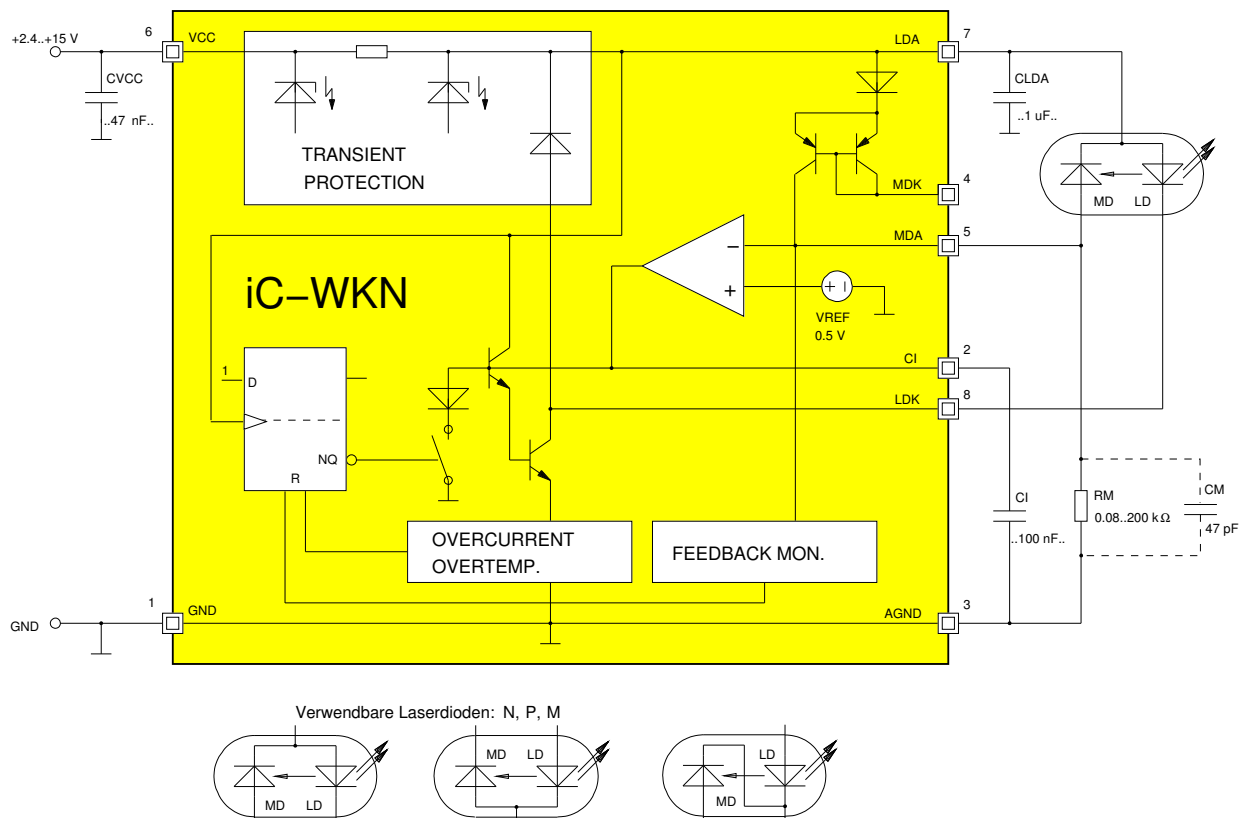 +2.4..+15 V
6
VCC
CVCC
..47 nF..
TRANSIENT
PROTECTION
LDA
7
CLDA
..1 uF..
MDK
4
MD LD
MDA
5
−
+
+ −
VREF
0.5 V
iC−WKN
CI
2
LDK
8
1
D
NQ
R
OVERCURRENT
OVERTEMP.
FEEDBACK MON.
CI
..100 nF..
RM
0.08..200 kΩ
CM
47 pF
GND
1
GND
AGND
3
Verwendbare Laserdioden: N, P, M
MD LD
MD LD
LD
MD